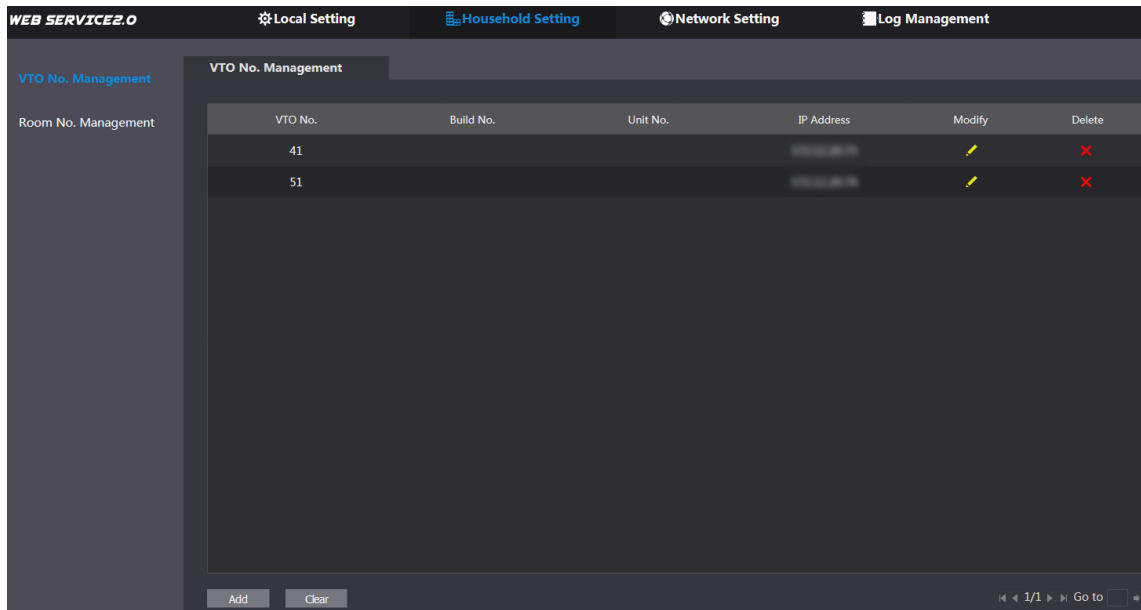 WEB SERVICE2.0 Local Setting Household Setting Network Setting Log Management
VTO No. Management
VTO No. Management
Room No. Management
VTO No. Build No. Unit No. IP Address Modify Delete
41
51
Add Clear 1/1 Go to